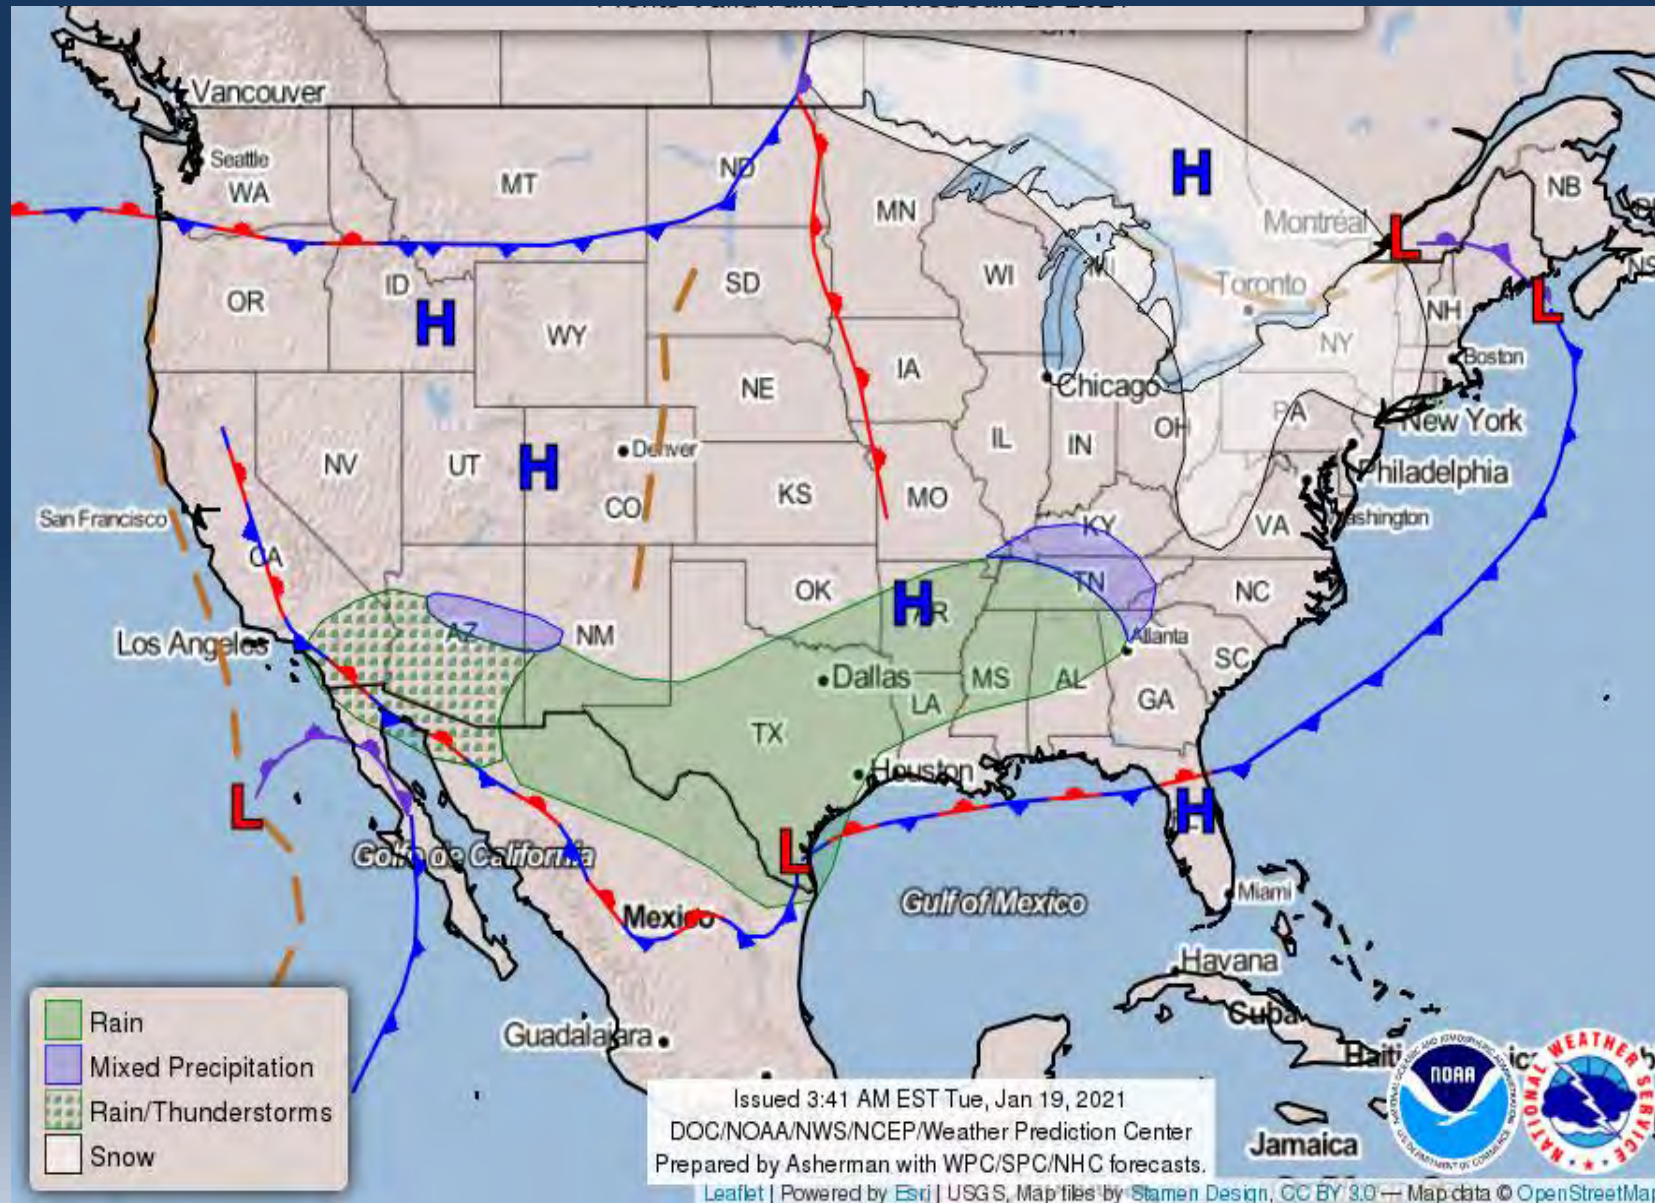 Vancouver
Seattle
WA
MT
ND
MN
Montréal
NB
OR
ID
SD
WI
MI
Toronto
NH
NY
WY
NE
IA
Chicago
Boston
PA
New York
NV
UT
Denver
CO
KS
MO
IL
IN
OH
Philadelphia
San Francisco
CA
KY
VA
Washington
Los Angeles
AZ
NM
OK
AR
TN
NC
Atlanta
SC
Dallas
TX
LA
MS
AL
GA
Houston
Golfo de California
Mexico
Gulf of Mexico
Miami
Havana
Cuba
Guadalajara
Haiti
Jamaica
H
H
H
H
H
H
L
L
L
L
Rain
Mixed Precipitation
Rain/Thunderstorms
Snow
Issued 3:41 AM EST Tue, Jan 19, 2021
DOC/NOAA/NWS/NCEP/Weather Prediction Center
Prepared by Asherman with WPC/SPC/NHC forecasts.
Leaflet | Powered by Esri | USGS, Map tiles by Stamen Design, CC BY 3.0 — Map data © OpenStreetMap
NOAA
NATIONAL WEATHER SERVICE